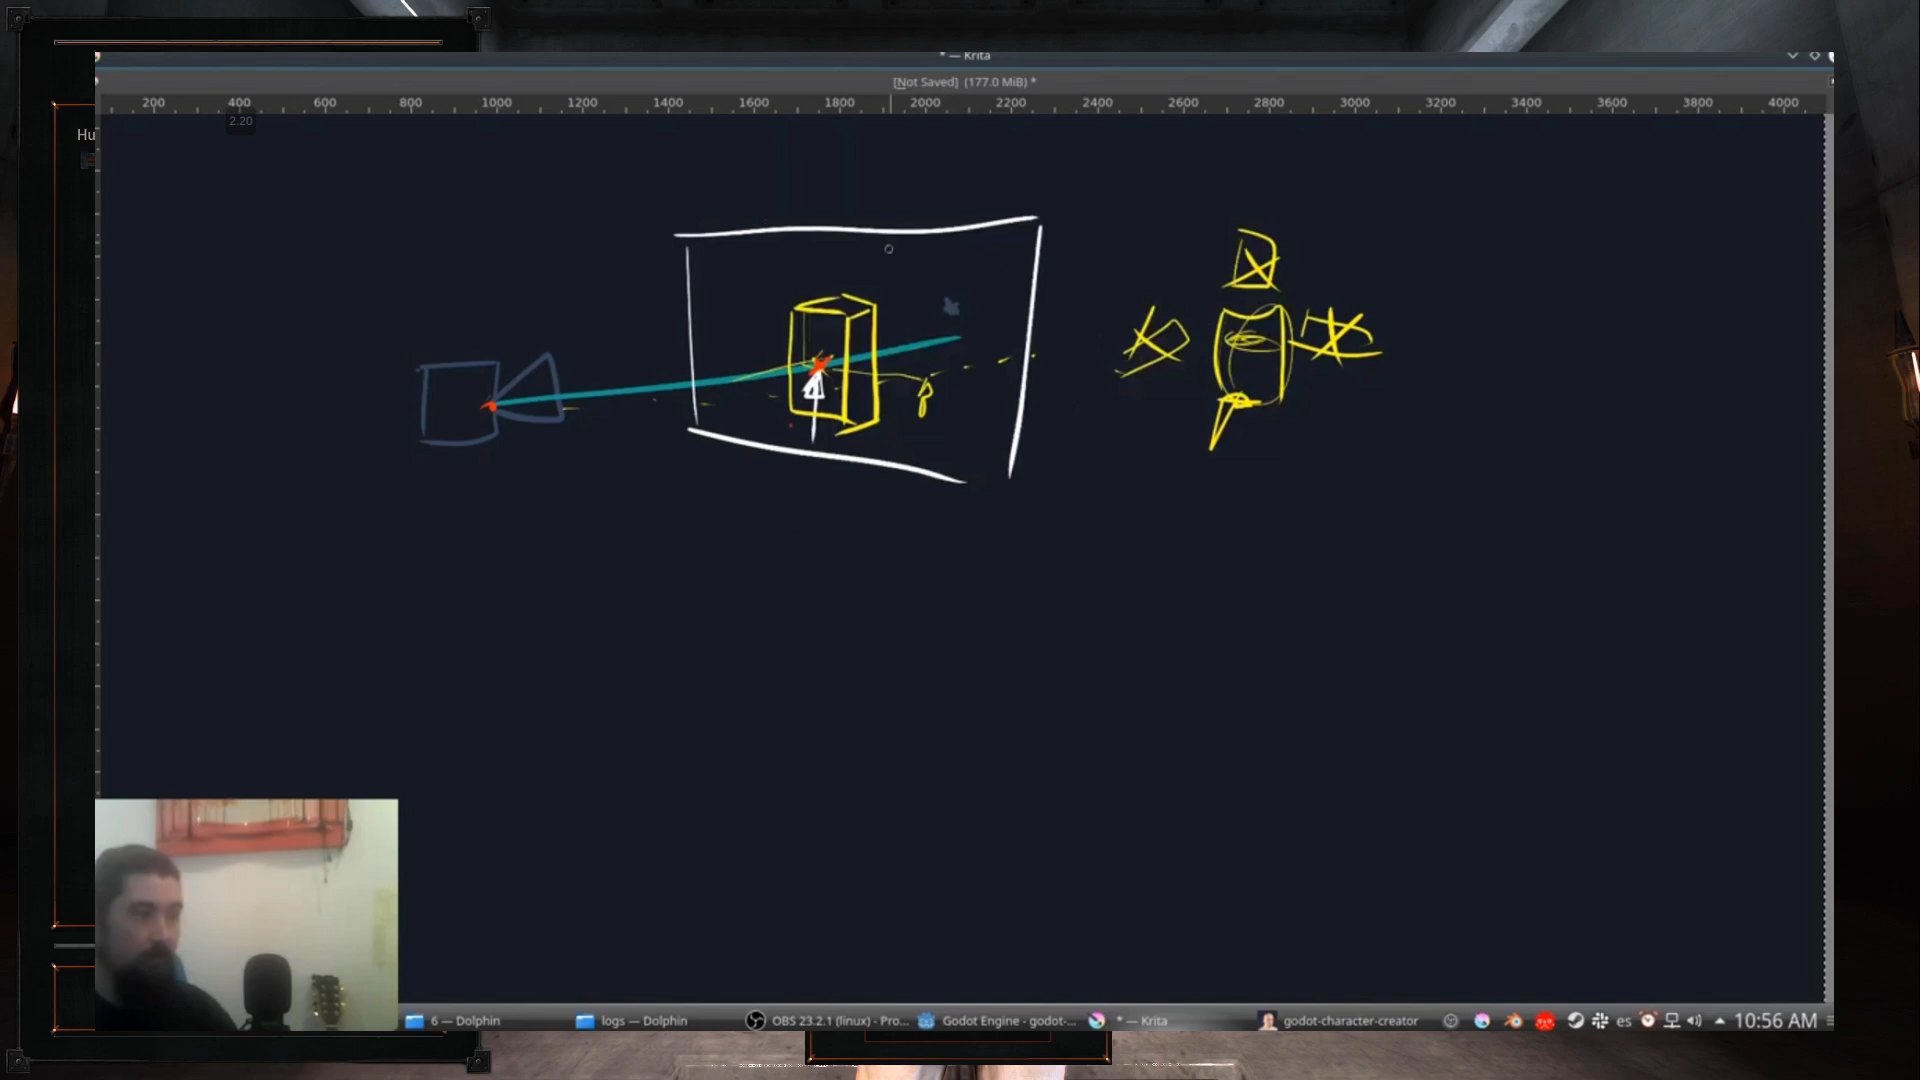 * — Krita
[Not Saved] (177.0 MiB) *
200 400 600 800 1000 1200 1400 1600 1800 2000 2200 2400 2600 2800 3000 3200 3400 3600 3800 4000
2.20
Hu
6 — Dolphin
logs — Dolphin
OBS 23.2.1 (linux) - Pro...
Godot Engine - godot-...
* — Krita
godot-character-creator
es
10:56 AM